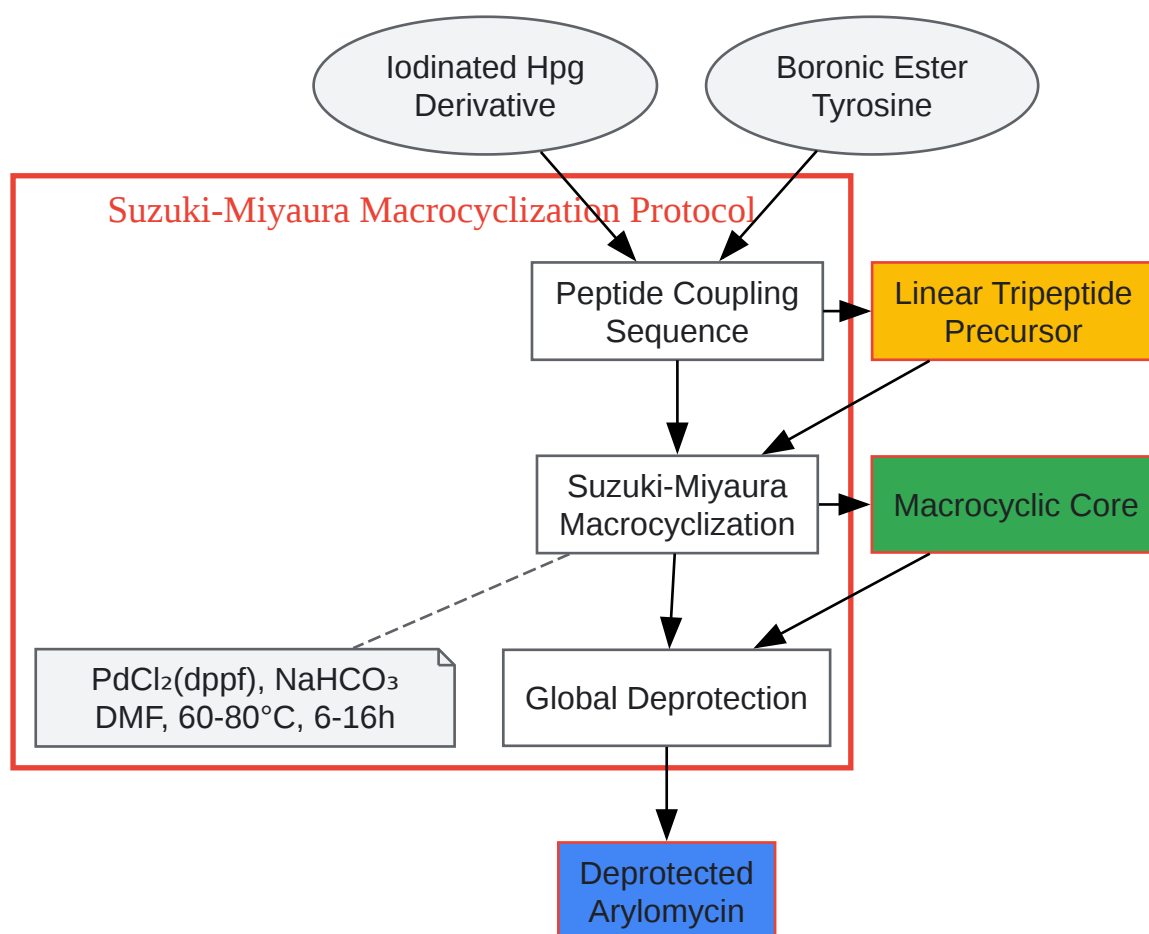 Iodinated Hpg
Derivative
Boronic Ester
Tyrosine
Suzuki-Miyaura Macrocyclization Protocol
Peptide Coupling
Sequence
Linear Tripeptide
Precursor
Suzuki-Miyaura
Macrocyclization
Macrocyclic Core
PdCl₂(dppf), NaHCO₃
DMF, 60-80°C, 6-16h
Global Deprotection
Deprotected
Arylomycin